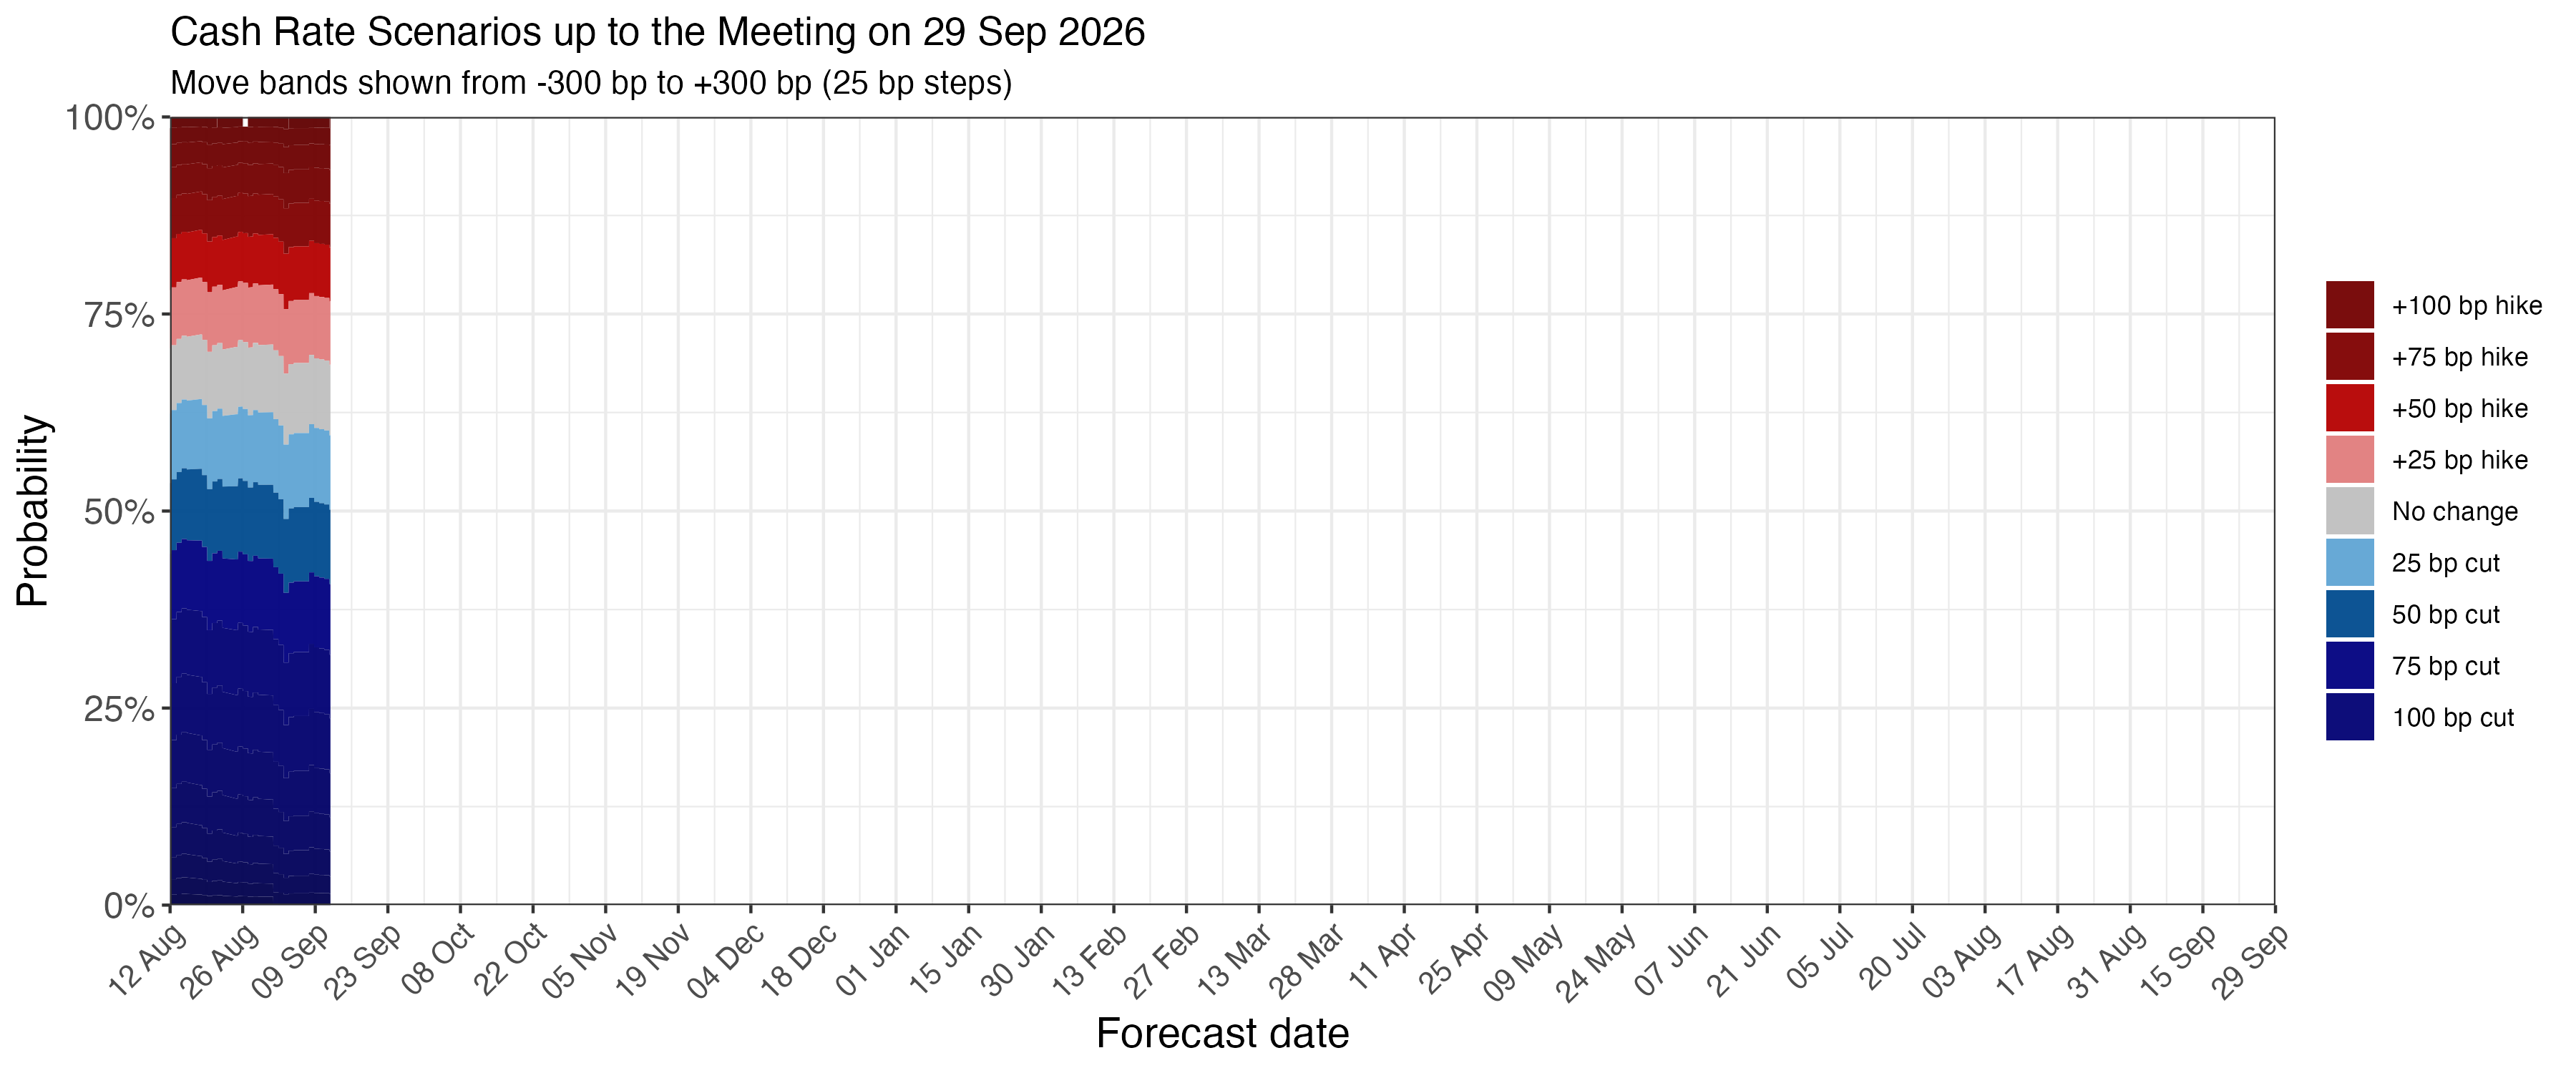 Cash Rate Scenarios up to the Meeting on 29 Sep 2026
Move bands shown from -300 bp to +300 bp (25 bp steps)
100%
75%
50%
25%
0%
Probability
12 Aug
26 Aug
09 Sep
23 Sep
08 Oct
22 Oct
05 Nov
19 Nov
04 Dec
18 Dec
01 Jan
15 Jan
30 Jan
13 Feb
27 Feb
13 Mar
28 Mar
11 Apr
25 Apr
09 May
24 May
07 Jun
21 Jun
05 Jul
20 Jul
03 Aug
17 Aug
31 Aug
15 Sep
29 Sep
Forecast date
+100 bp hike
+75 bp hike
+50 bp hike
+25 bp hike
No change
25 bp cut
50 bp cut
75 bp cut
100 bp cut